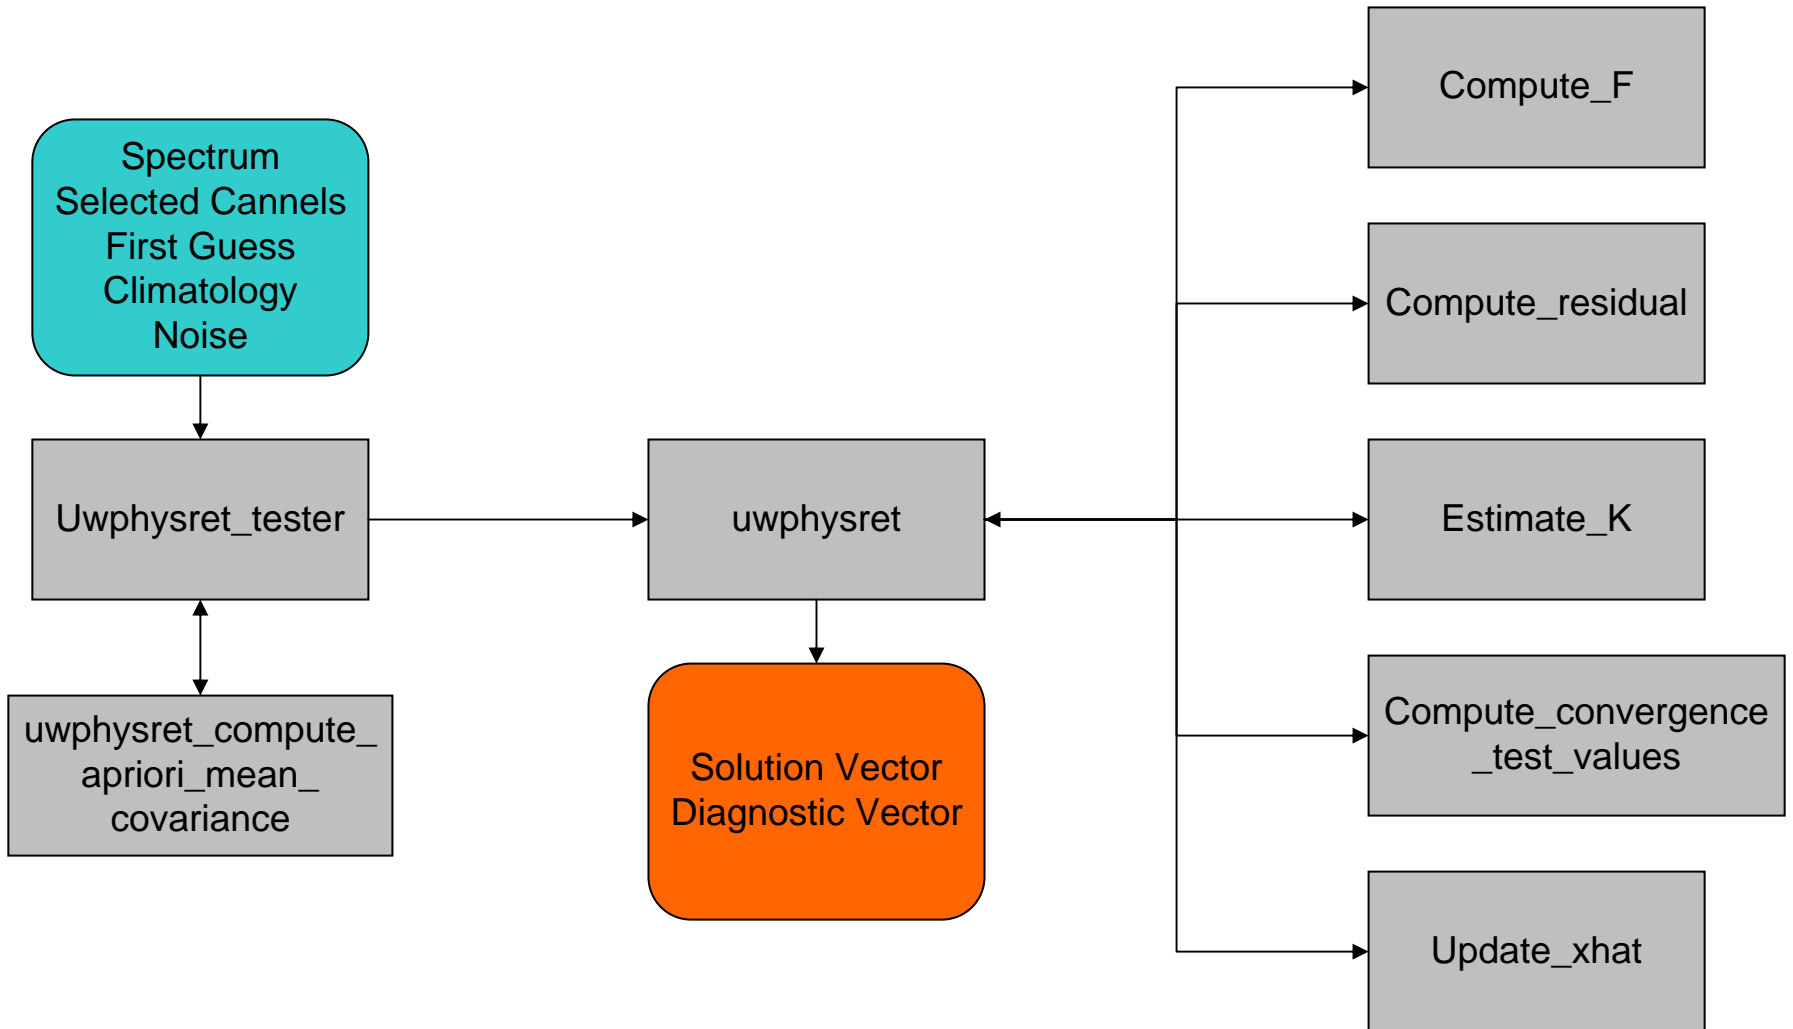 Spectrum
Selected Cannels
First Guess
Climatology
Noise
Uwphysret_tester
uwphysret_compute_
apriori_mean_
covariance
uwphysret
Solution Vector
Diagnostic Vector
Compute_F
Compute_residual
Estimate_K
Compute_convergence
_test_values
Update_xhat